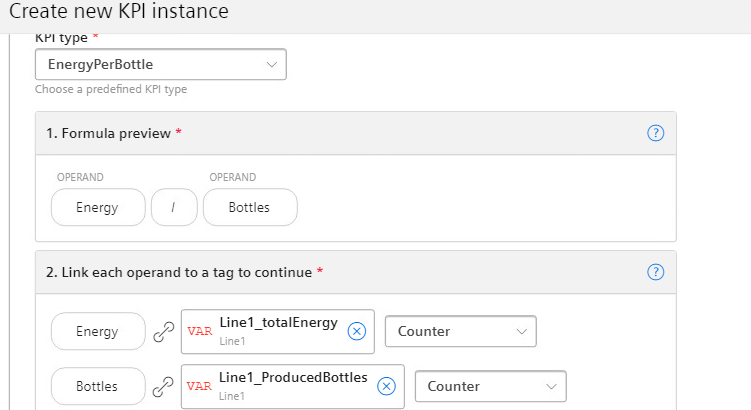 Create new KPI instance
KPI type *
EnergyPerBottle
Choose a predefined KPI type
1. Formula preview * ?
OPERAND OPERAND
Energy / Bottles
2. Link each operand to a tag to continue * ?
Energy VAR Line1_totalEnergy Counter
Line1
Bottles VAR Line1_ProducedBottles Counter
Line1